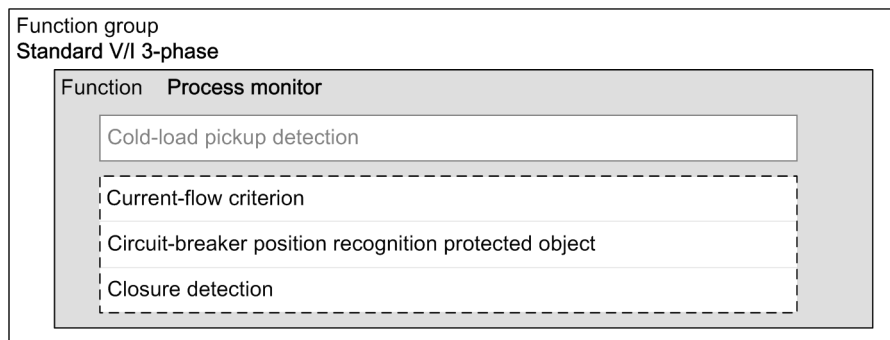 Function group
Standard V/I 3-phase
Function Process monitor
Cold-load pickup detection
Current-flow criterion
Circuit-breaker position recognition protected object
Closure detection